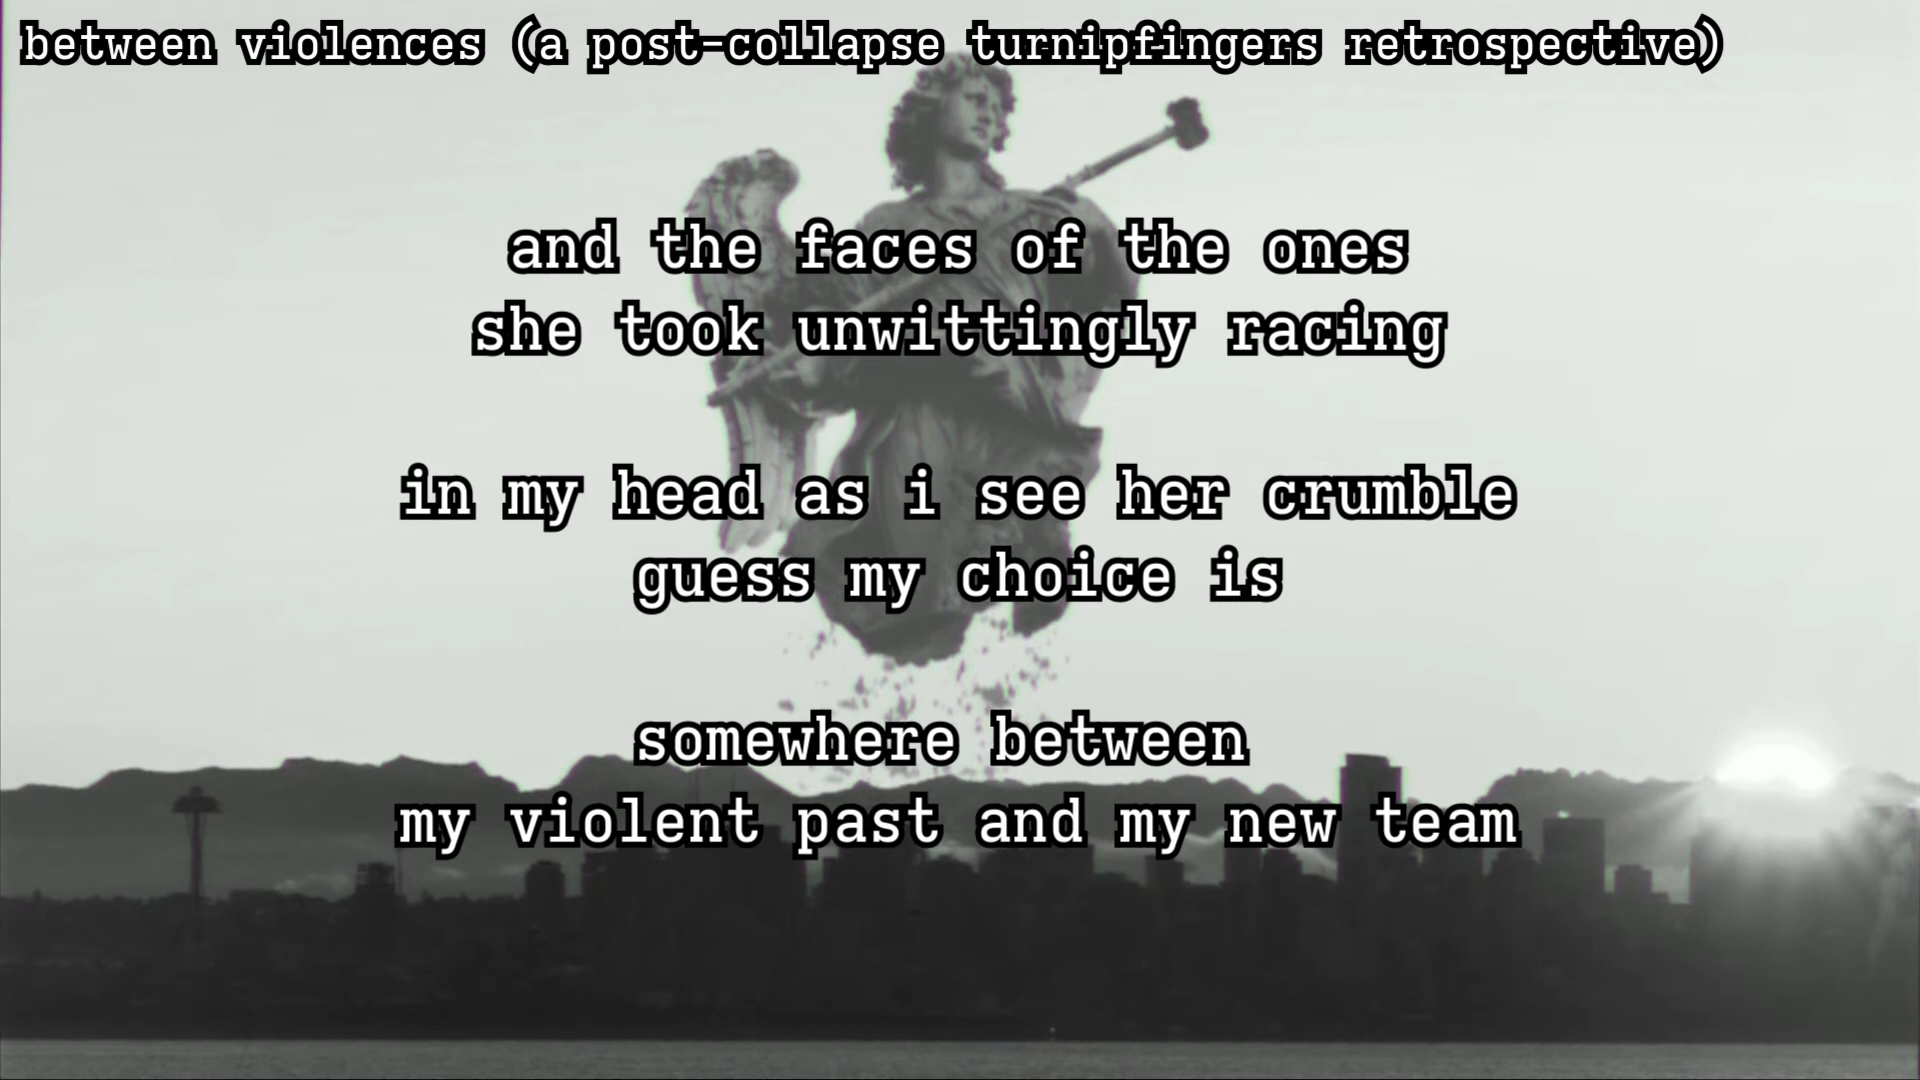 between violences (a post-collapse turnipfingers retrospective)
and the faces of the ones
she took unwittingly racing
in my head as i see her crumble
guess my choice is
somewhere between
my violent past and my new team